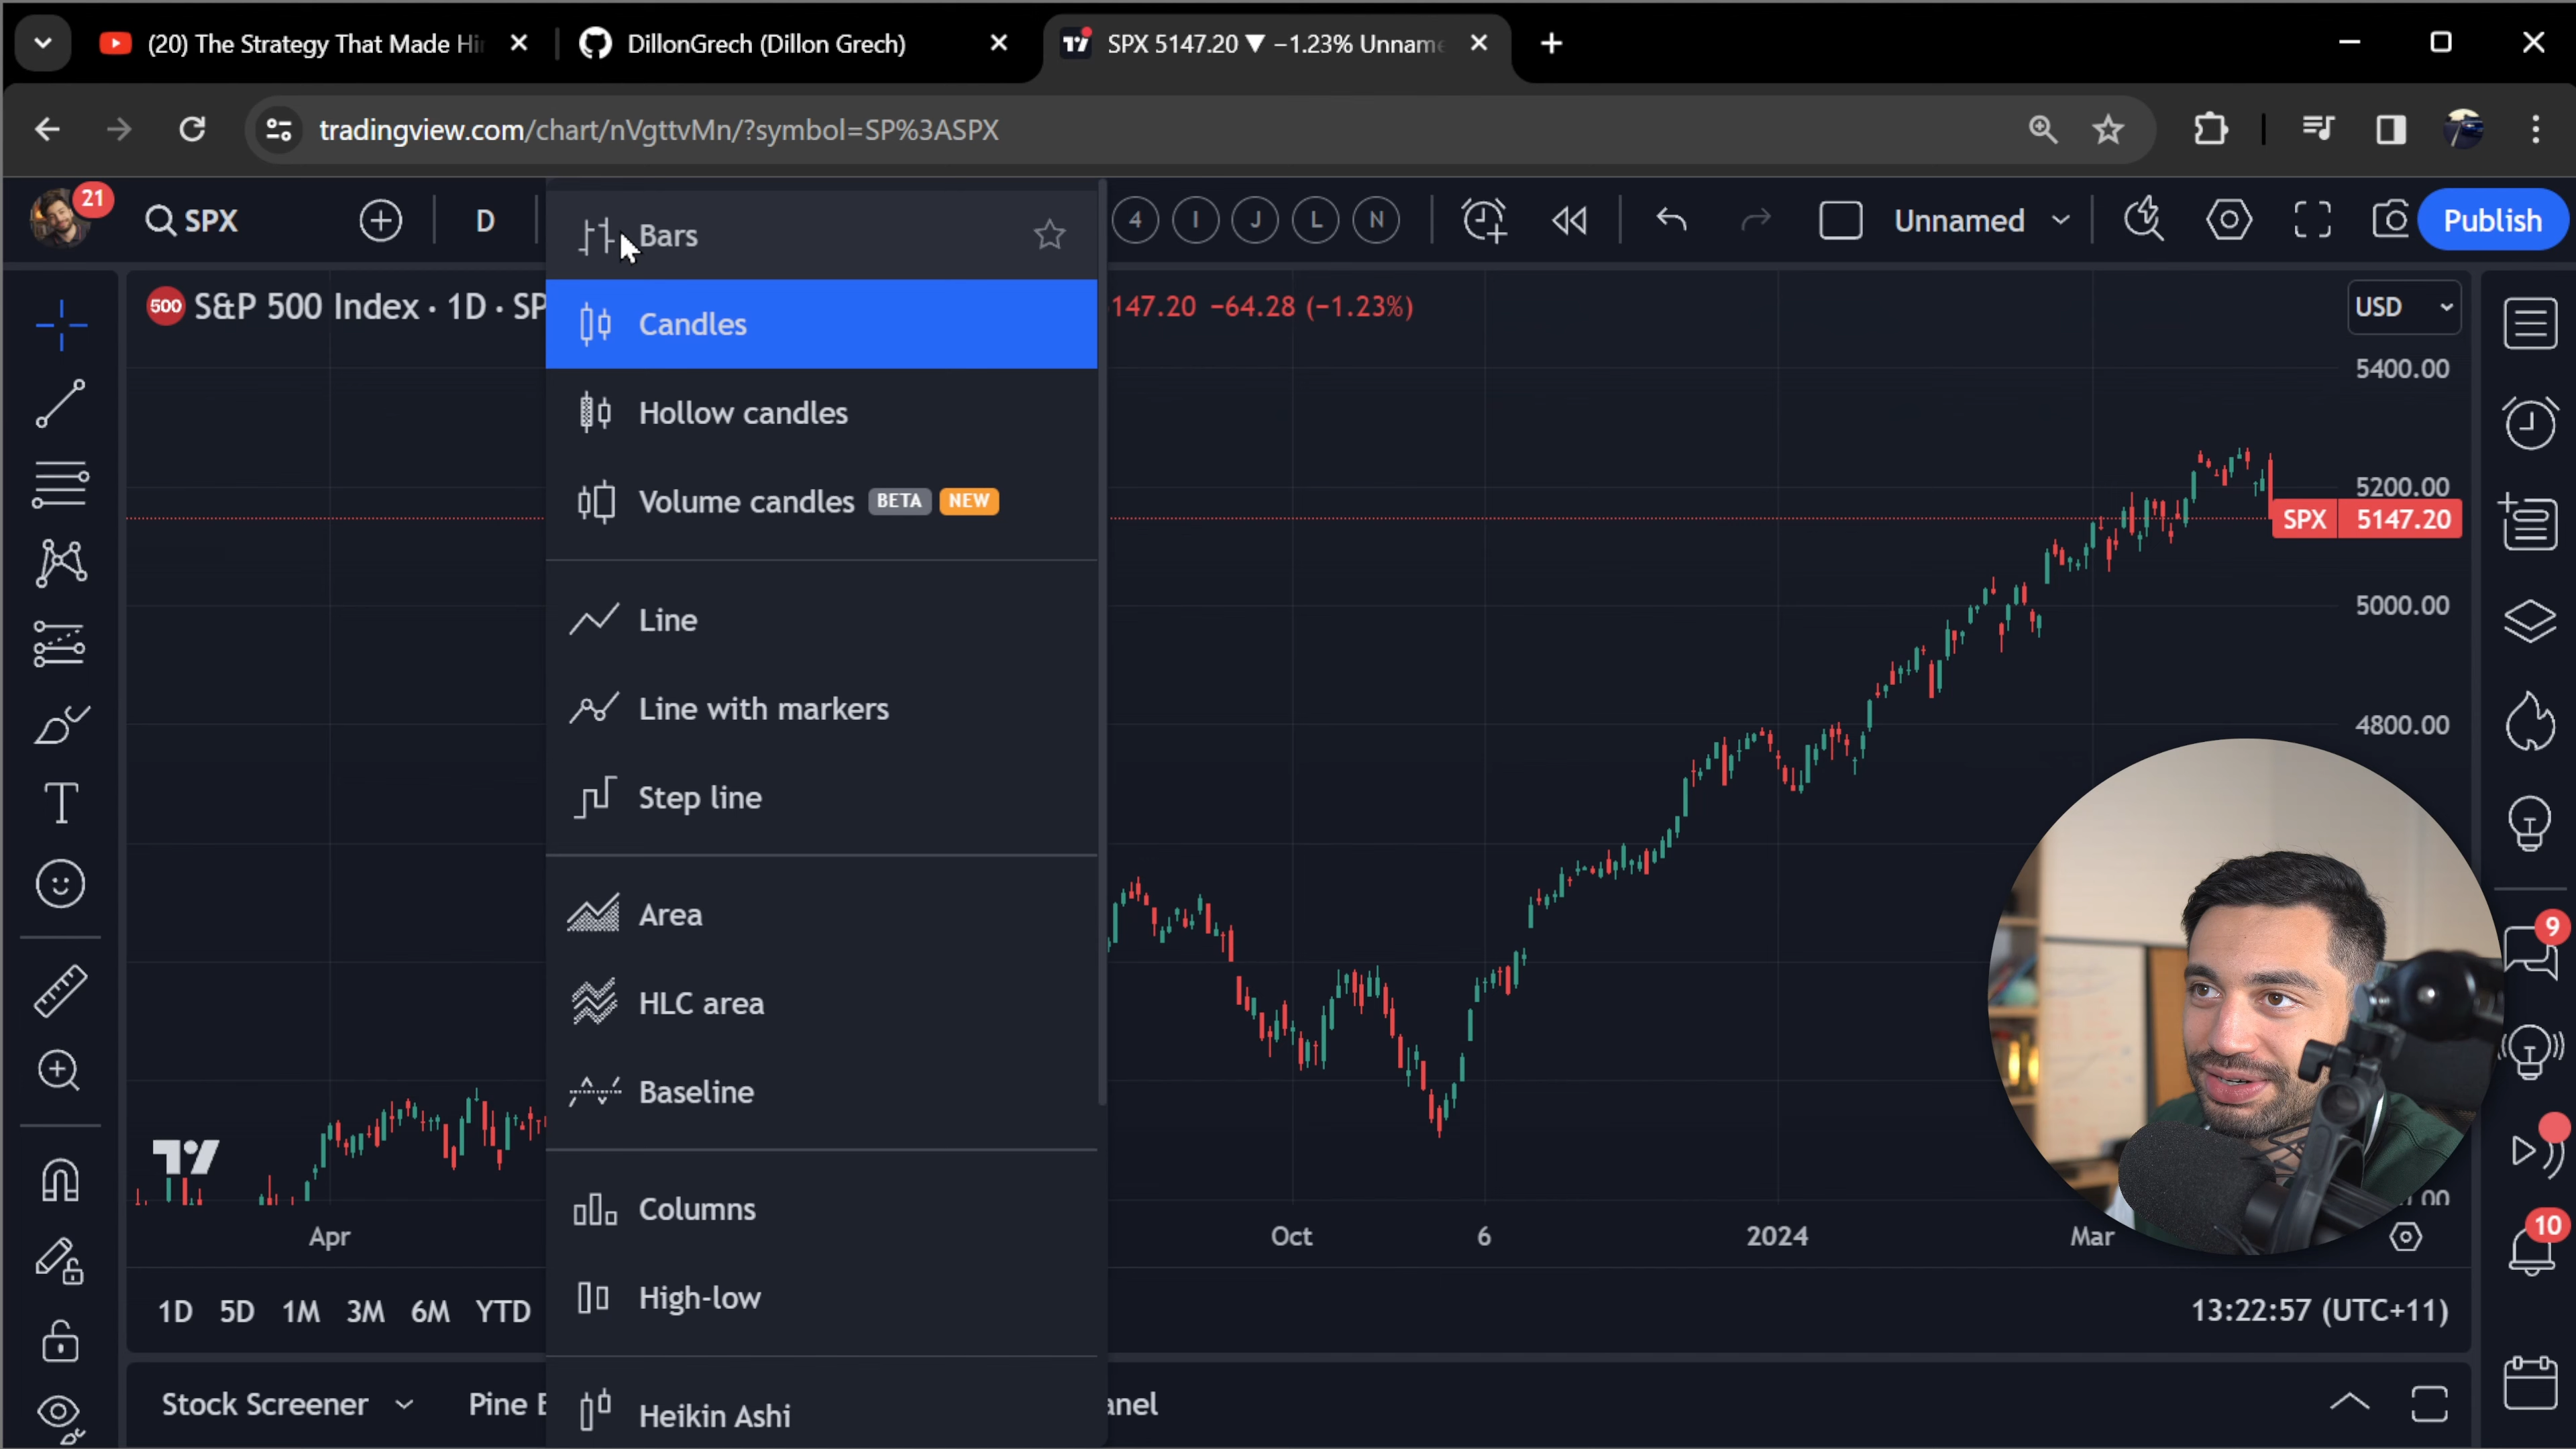 (20) The Strategy That Made Hi
DillonGrech (Dillon Grech)
SPX 5147.20 ▼ −1.23% Unnam
tradingview.com/chart/nVgttvMn/?symbol=SP%3ASPX
21
SPX
D
4
I
J
L
N
Unnamed
Publish
500
S&P 500 Index · 1D · SP
147.20 −64.28 (−1.23%)
USD
Bars
Candles
Hollow candles
Volume candles BETA NEW
Line
Line with markers
Step line
Area
HLC area
Baseline
Columns
High-low
Heikin Ashi
5400.00
5200.00
SPX 5147.20
5000.00
4800.00
00
9
10
Apr
Oct
6
2024
Mar
1D 5D 1M 3M 6M YTD
13:22:57 (UTC+11)
Stock Screener
Pine E
anel